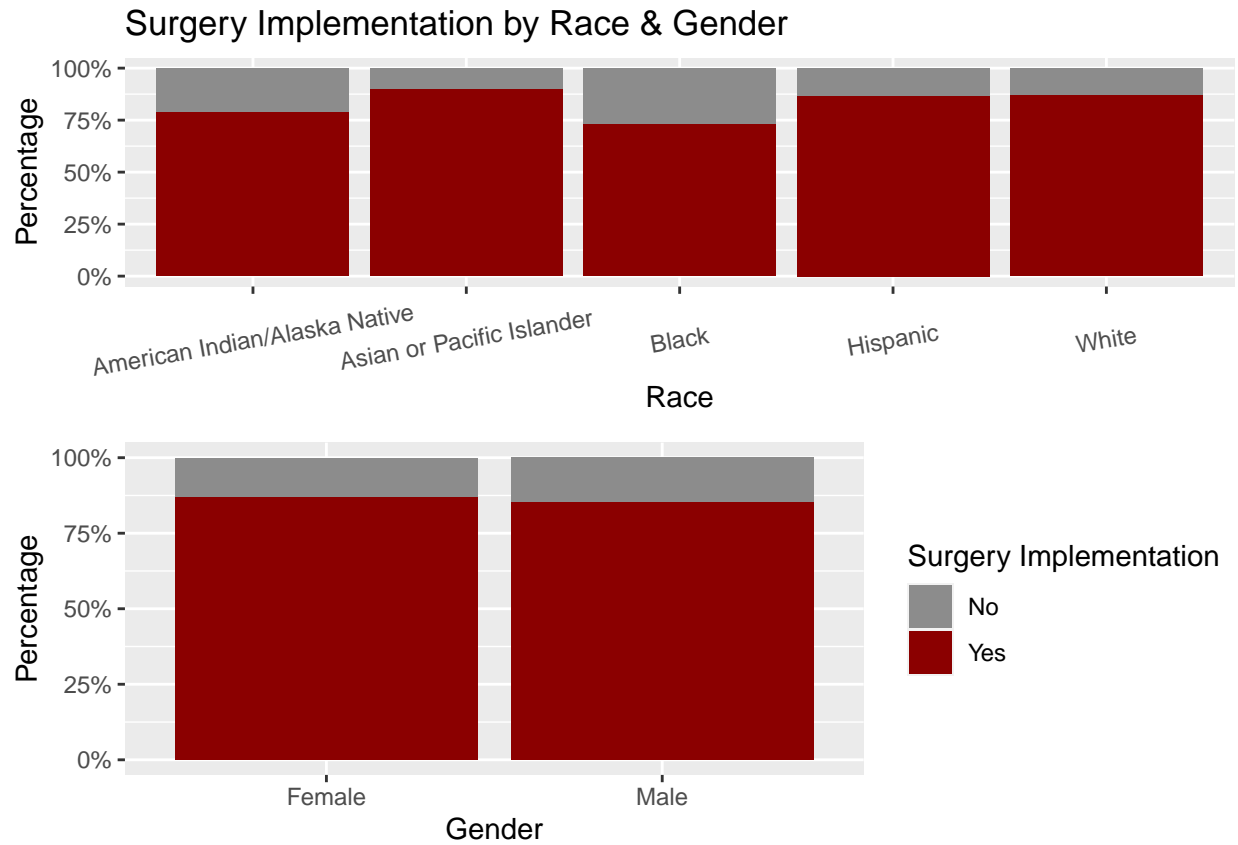 Surgery Implementation by Race & Gender
100%
75%
50%
25%
0%
Percentage
American Indian/Alaska Native
Asian or Pacific Islander
Black
Hispanic
White
Race
100%
75%
50%
25%
0%
Percentage
Female
Male
Gender
Surgery Implementation
No
Yes